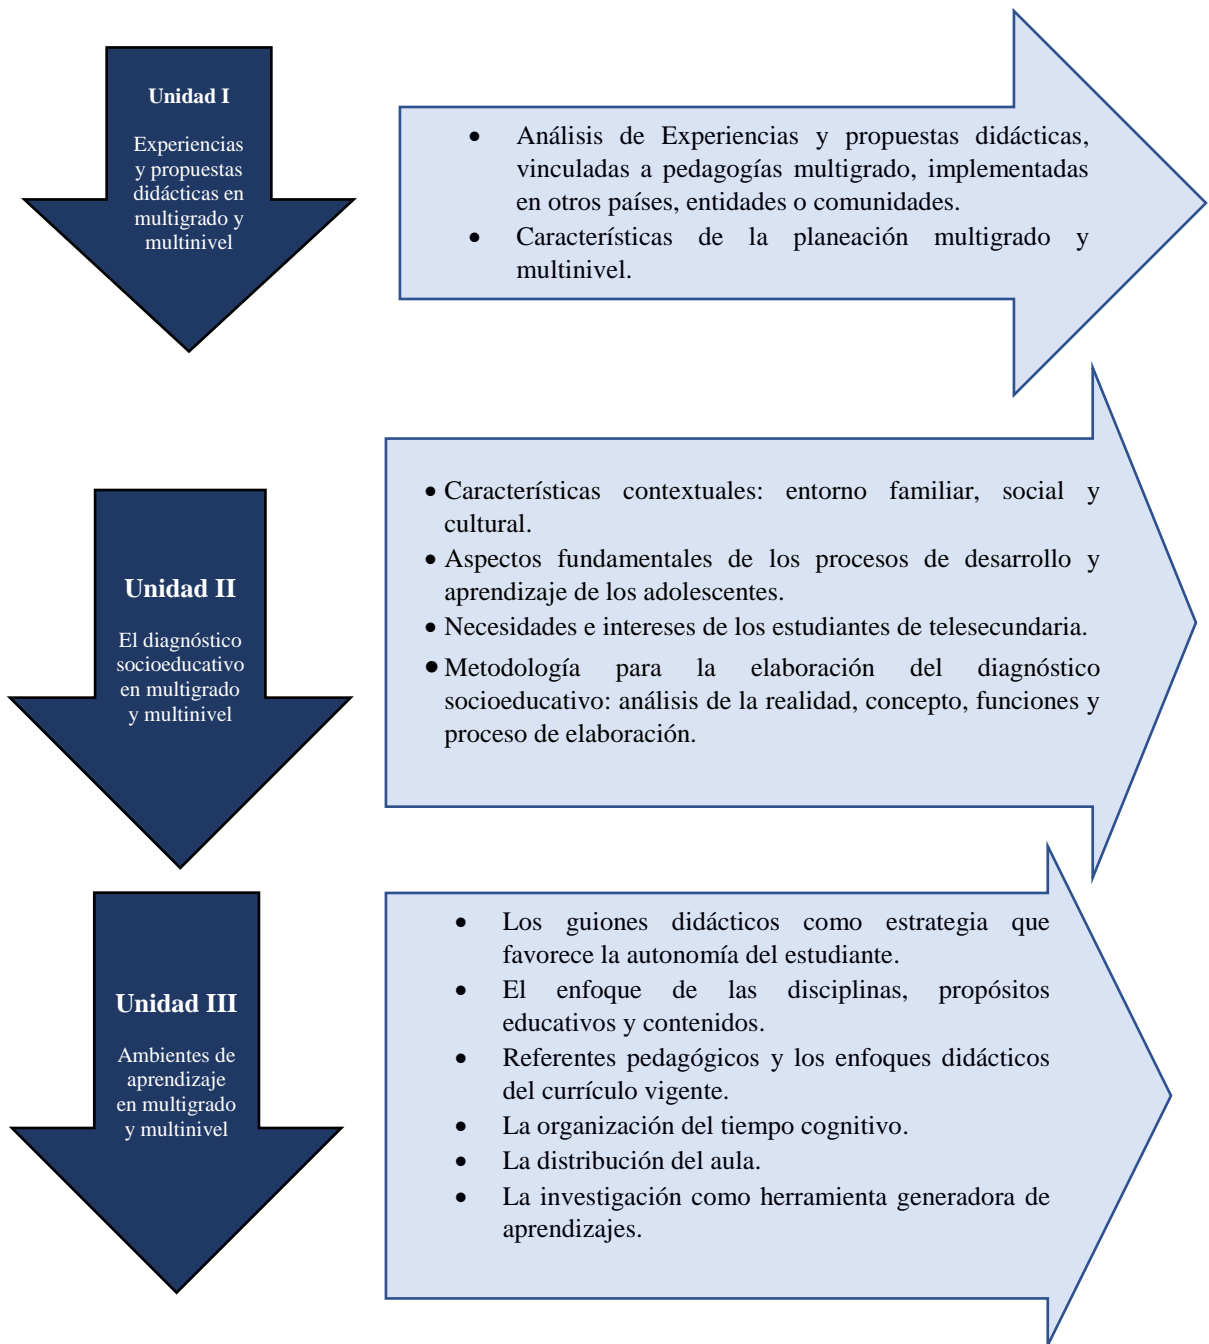 Unidad I
Experiencias
y propuestas
didácticas en
multigrado y
multinivel
• Análisis de Experiencias y propuestas didácticas,
vinculadas a pedagogías multigrado, implementadas
en otros países, entidades o comunidades.
• Características de la planeación multigrado y
multinivel.
Unidad II
El diagnóstico
socioeducativo
en multigrado
y multinivel
• Características contextuales: entorno familiar, social y
cultural.
• Aspectos fundamentales de los procesos de desarrollo y
aprendizaje de los adolescentes.
• Necesidades e intereses de los estudiantes de telesecundaria.
• Metodología para la elaboración del diagnóstico
socioeducativo: análisis de la realidad, concepto, funciones y
proceso de elaboración.
Unidad III
Ambientes de
aprendizaje
en multigrado
y multinivel
• Los guiones didácticos como estrategia que
favorece la autonomía del estudiante.
• El enfoque de las disciplinas, propósitos
educativos y contenidos.
• Referentes pedagógicos y los enfoques didácticos
del currículo vigente.
• La organización del tiempo cognitivo.
• La distribución del aula.
• La investigación como herramienta generadora de
aprendizajes.